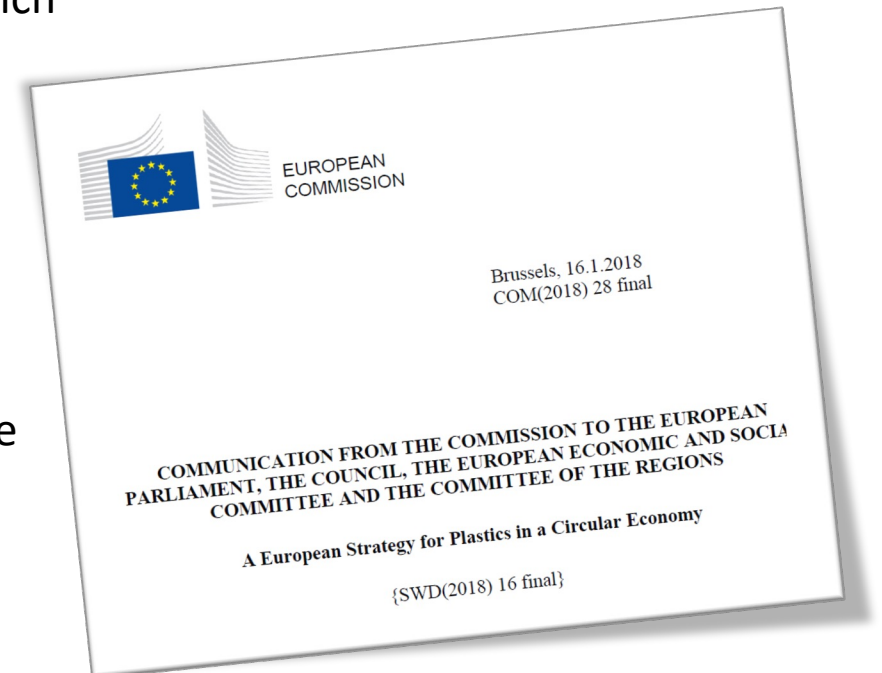 ich
EUROPEAN
COMMISSION
Brussels, 16.1.2018
COM(2018) 28 final
e
COMMUNICATION FROM THE COMMISSION TO THE EUROPEAN
PARLIAMENT, THE COUNCIL, THE EUROPEAN ECONOMIC AND SOCIA
COMMITTEE AND THE COMMITTEE OF THE REGIONS
A European Strategy for Plastics in a Circular Economy
{SWD(2018) 16 final}